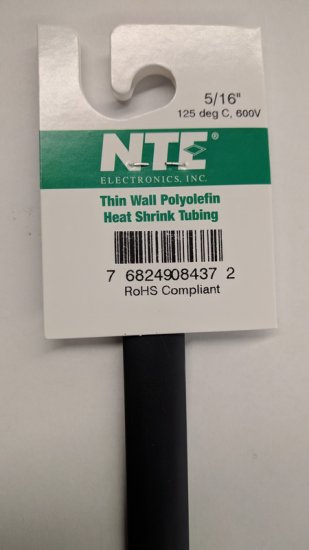 5/16"
125 deg C, 600V
NTE®
ELECTRONICS, INC.
Thin Wall Polyolefin
Heat Shrink Tubing
7 6824908437 2
RoHS Compliant